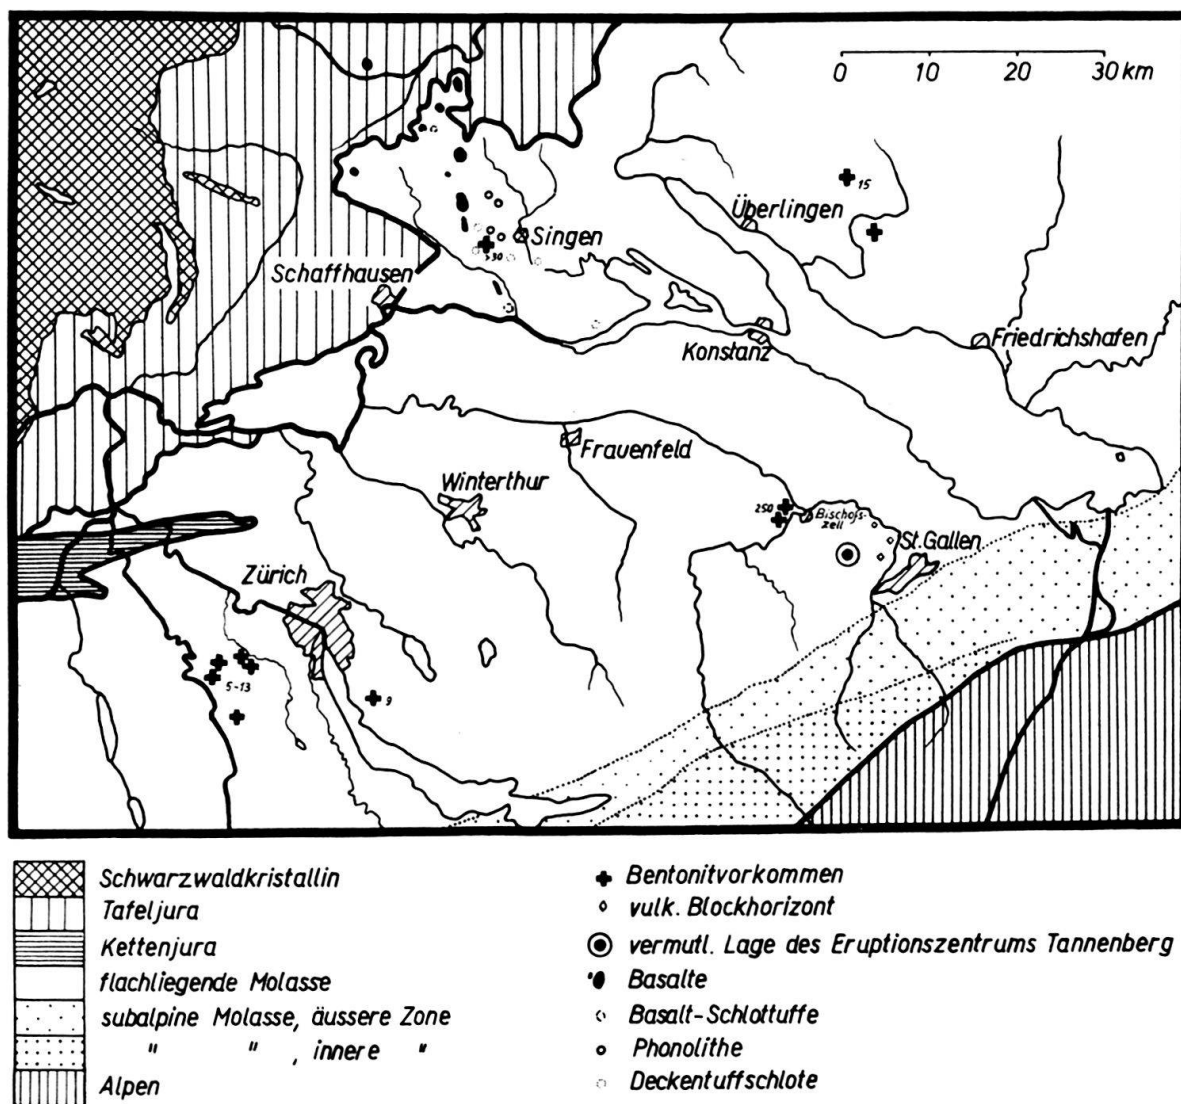 0 10 20 30 km
15
Überlingen
Singen
>30
Schaffhausen
Konstanz
Friedrichshafen
Frauenfeld
Winterthur
250
Bischofs-
zell
St. Gallen
Zürich
5-13
9
Schwarzwaldkristallin
Tafeljura
Kettenjura
flachliegende Molasse
subalpine Molasse, äussere Zone
" " , innere "
Alpen
Bentonitvorkommen
vulk. Blockhorizont
vermutl. Lage des Eruptionszentrums Tannenberg
Basalte
Basalt-Schlottuffe
Phonolithe
Deckentuffschlote